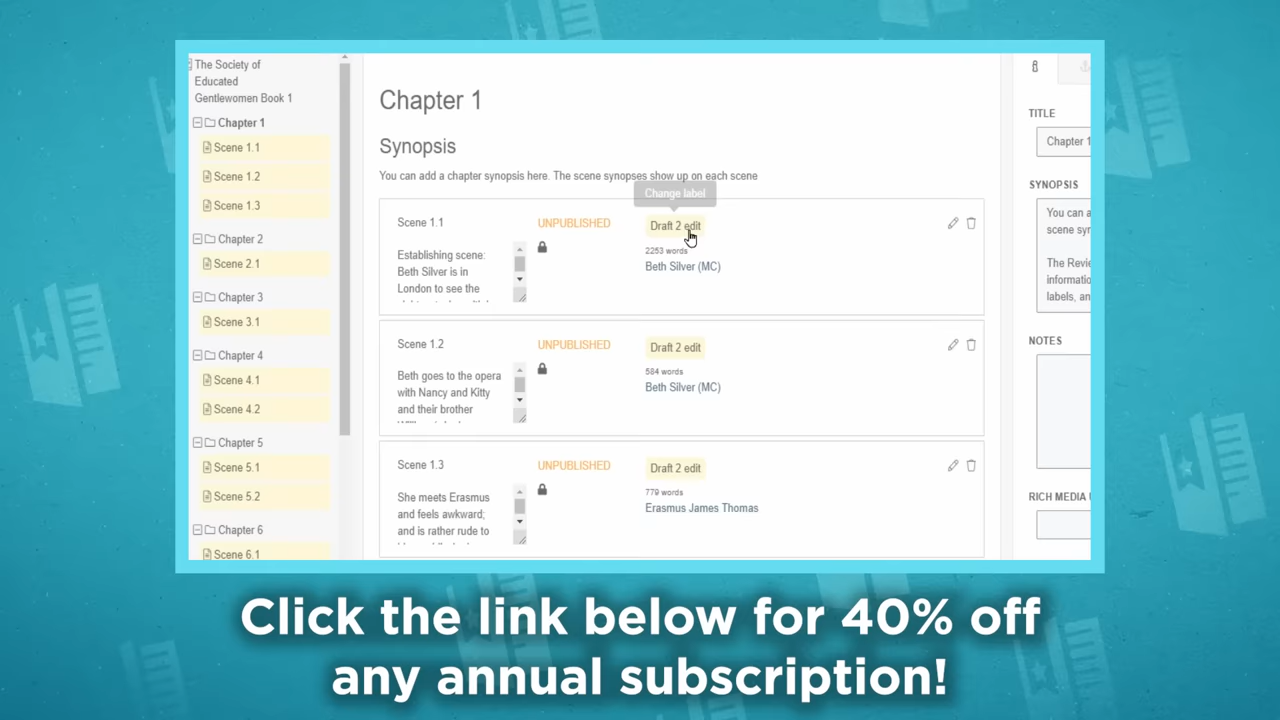 The Society of
Educated
Gentlewomen Book 1
Chapter 1
Scene 1.1
Scene 1.2
Scene 1.3
Chapter 2
Scene 2.1
Chapter 3
Scene 3.1
Chapter 4
Scene 4.1
Scene 4.2
Chapter 5
Scene 5.1
Scene 5.2
Chapter 6
Scene 6.1
Chapter 1
Synopsis
You can add a chapter synopsis here. The scene synopses show up on each scene
Change label
Scene 1.1
UNPUBLISHED
Draft 2 edit
2253 words
Beth Silver (MC)
Establishing scene:
Beth Silver is in
London to see the
Scene 1.2
UNPUBLISHED
Draft 2 edit
584 words
Beth Silver (MC)
Beth goes to the opera
with Nancy and Kitty
and their brother
Scene 1.3
UNPUBLISHED
Draft 2 edit
779 words
Erasmus James Thomas
She meets Erasmus
and feels awkward;
and is rather rude to
TITLE
Chapter 1
SYNOPSIS
You can a
scene syn
The Revie
informatio
labels, an
NOTES
RICH MEDIA
Click the link below for 40% off
any annual subscription!